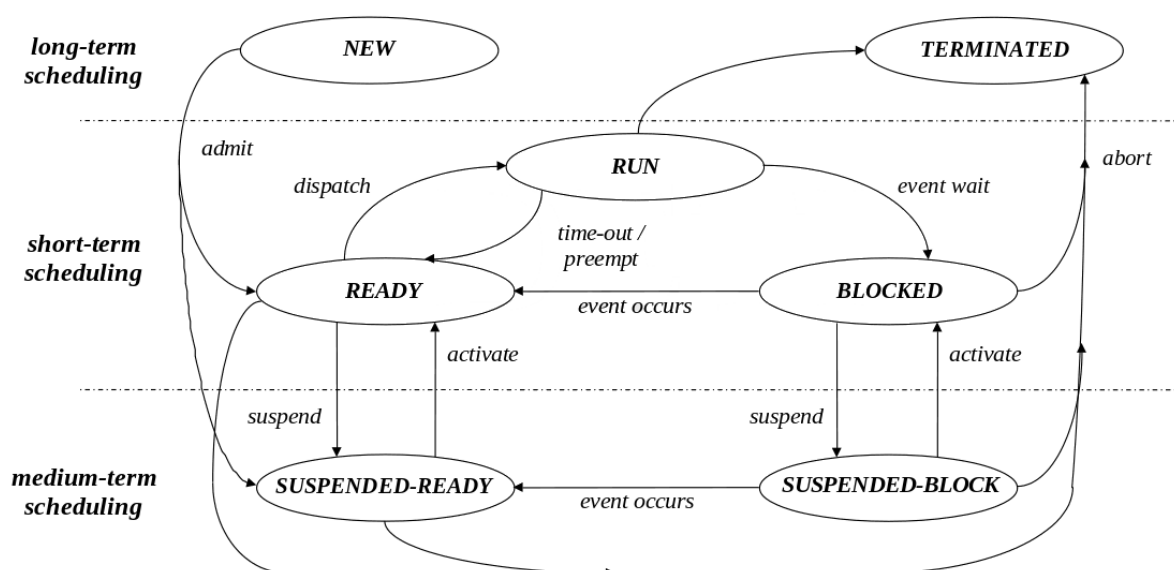 long-term
scheduling
NEW
TERMINATED
admit
dispatch
RUN
event wait
abort
short-term
scheduling
time-out /
preempt
READY
BLOCKED
event occurs
activate
activate
suspend
suspend
medium-term
scheduling
SUSPENDED-READY
SUSPENDED-BLOCK
event occurs